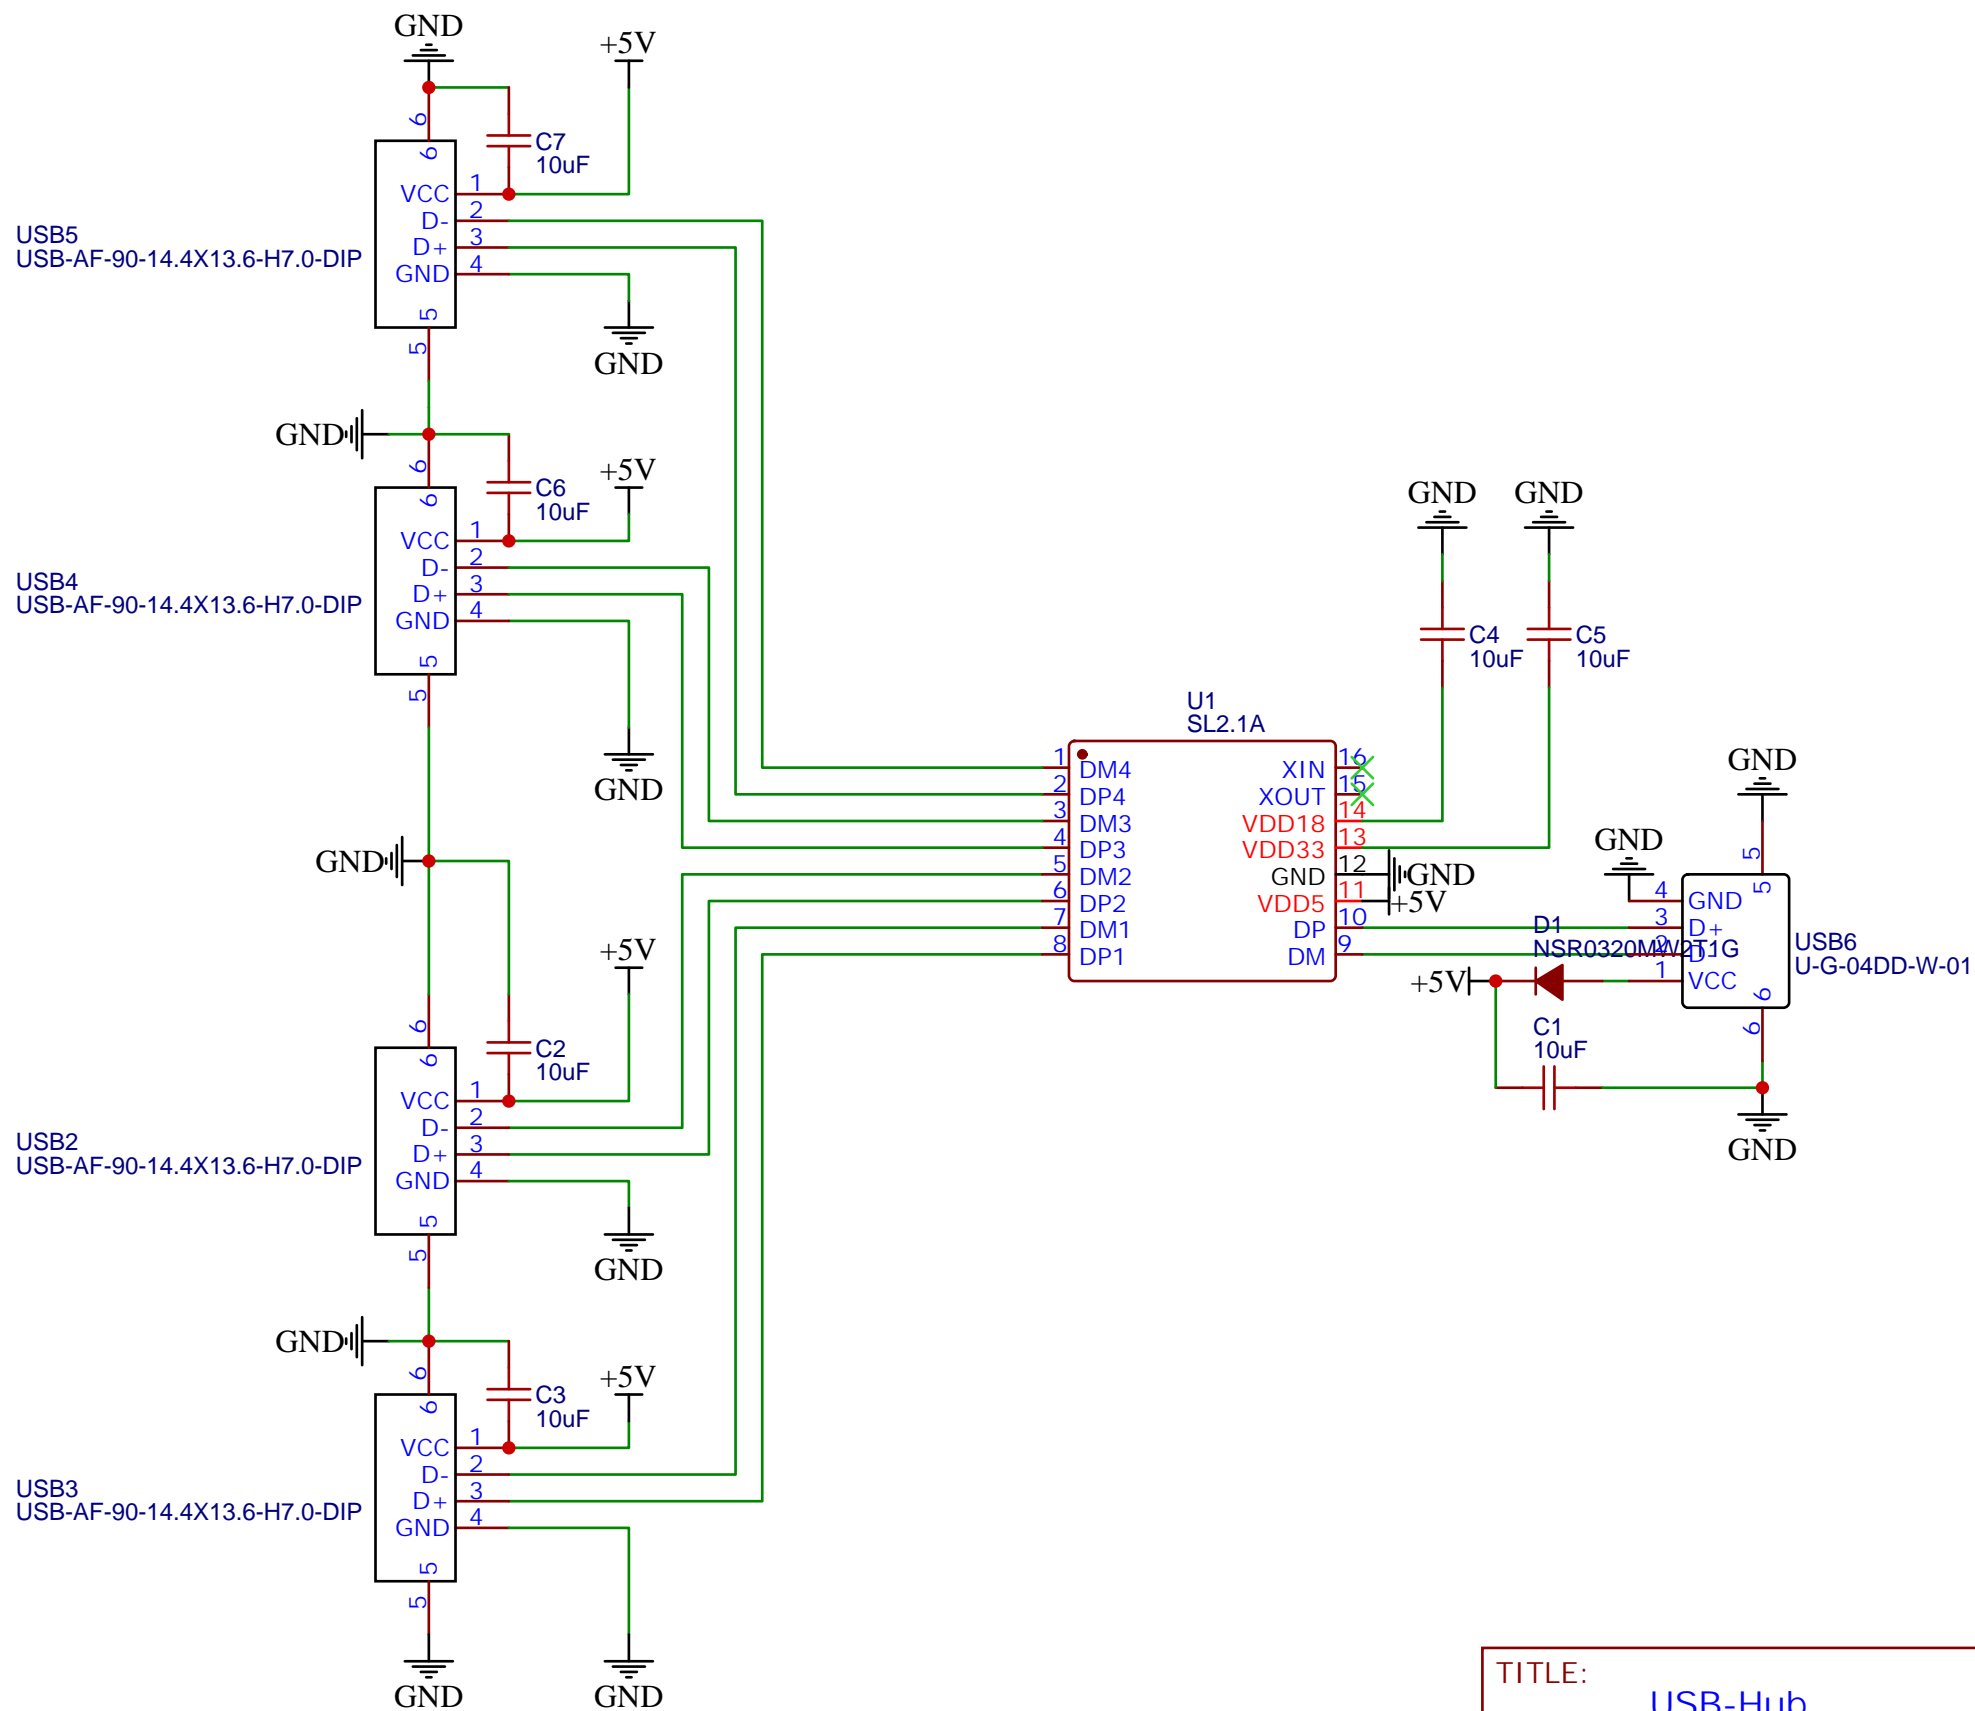 GND
+5V
6
6
C7
10uF
VCC 1
D- 2
D+ 3
GND 4
5
5
USB5
USB-AF-90-14.4X13.6-H7.0-DIP
GND
GND
6
6
C6
10uF
+5V
VCC 1
D- 2
D+ 3
GND 4
5
5
USB4
USB-AF-90-14.4X13.6-H7.0-DIP
GND
GND
6
6
C2
10uF
+5V
VCC 1
D- 2
D+ 3
GND 4
5
5
USB2
USB-AF-90-14.4X13.6-H7.0-DIP
GND
GND
6
6
C3
10uF
+5V
VCC 1
D- 2
D+ 3
GND 4
5
5
USB3
USB-AF-90-14.4X13.6-H7.0-DIP
GND
GND
GND
GND
C4
10uF
C5
10uF
U1
SL2.1A
1 DM4
2 DP4
3 DM3
4 DP3
5 DM2
6 DP2
7 DM1
8 DP1
XIN 16
XOUT 15
VDD18 14
VDD33 13
GND 12
VDD5 11
DP 10
DM 9
GND
+5V
GND
GND
5
5
4 GND
3 D+
2 D-
1 VCC
6
6
D1
NSR0320MW2T1G
USB6
U-G-04DD-W-01
+5V
C1
10uF
GND
TITLE:
USB-Hub